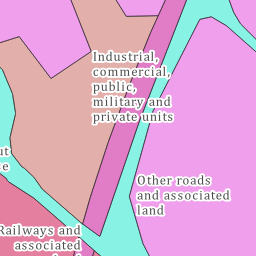 Industrial,
commercial,
public,
military and
private units
Other roads
and associated
land
Railways and
associated